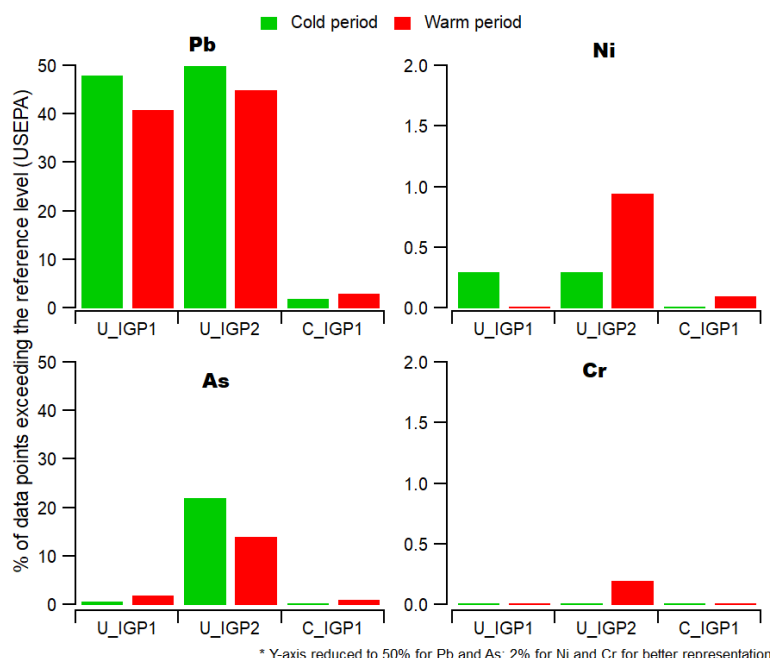 Cold period Warm period
Pb
Ni
% of data points exceeding the reference level (USEPA)
50
40
30
20
10
0
U_IGP1 U_IGP2 C_IGP1
2.0
1.5
1.0
0.5
0.0
U_IGP1 U_IGP2 C_IGP1
As
Cr
50
40
30
20
10
0
U_IGP1 U_IGP2 C_IGP1
2.0
1.5
1.0
0.5
0.0
U_IGP1 U_IGP2 C_IGP1
* Y-axis reduced to 50% for Pb and As; 2% for Ni and Cr for better representation